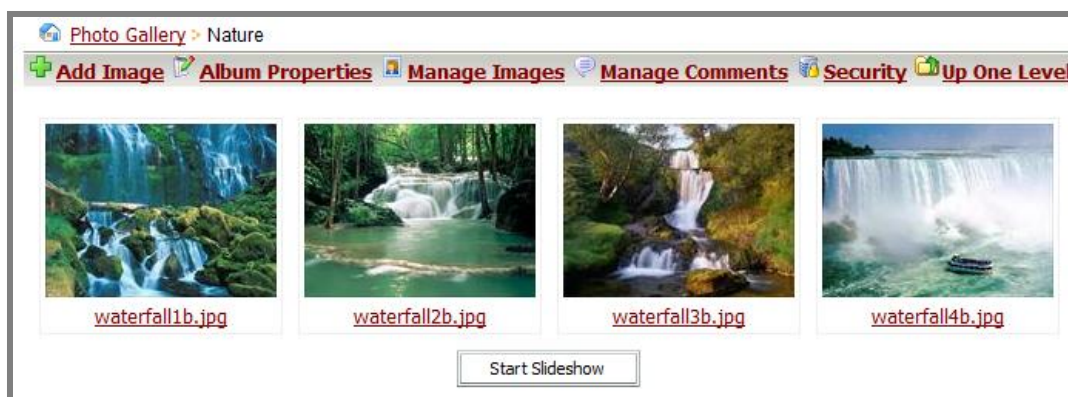 Photo Gallery > Nature
Add Image Album Properties Manage Images Manage Comments Security Up One Level
waterfall1b.jpg waterfall2b.jpg waterfall3b.jpg waterfall4b.jpg
Start Slideshow